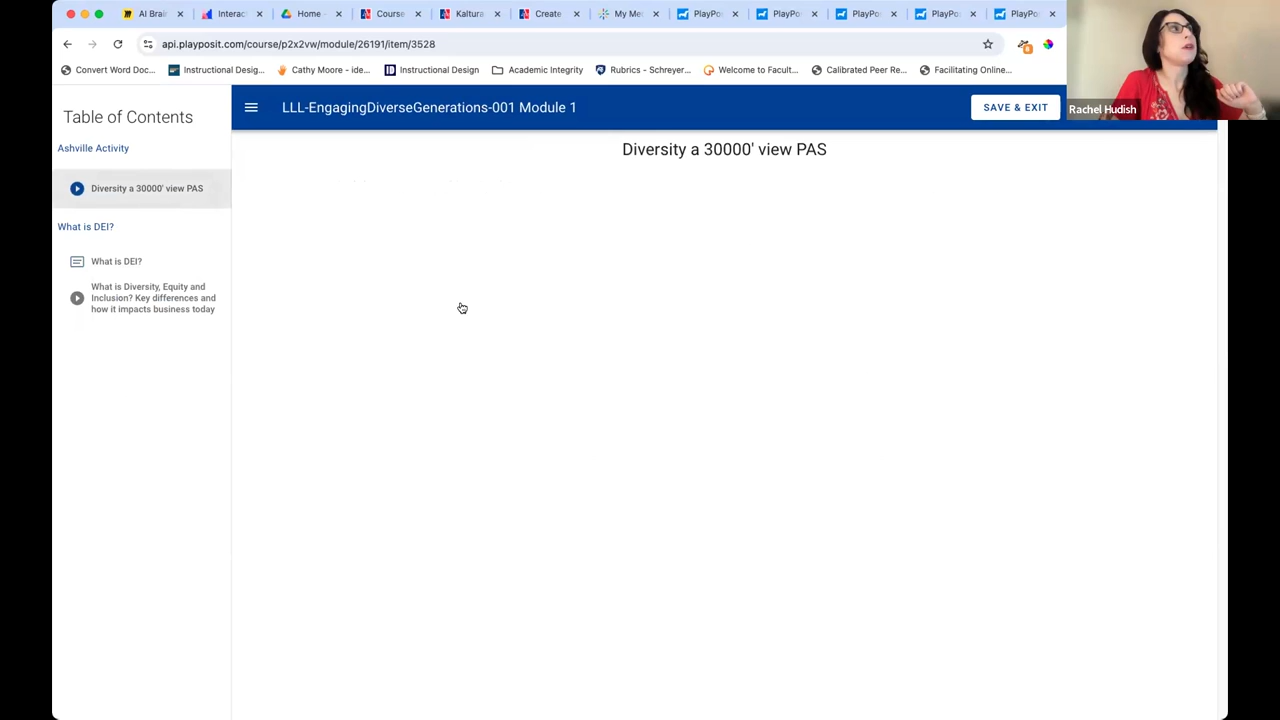 AI Brain
Interac
Home -
Course
Kaltura
Create
My Me
PlayPo
PlayPo
PlayPo
PlayPo
PlayPo
api.playposit.com/course/p2x2vw/module/26191/item/3528
Convert Word Doc...
Instructional Desig...
Cathy Moore - ide...
Instructional Design
Academic Integrity
Rubrics - Schreyer...
Welcome to Facult...
Calibrated Peer Re...
Facilitating Online...
Rachel Hudish
Table of Contents
LLL-EngagingDiverseGenerations-001 Module 1
SAVE & EXIT
Ashville Activity
Diversity a 30000' view PAS
Diversity a 30000' view PAS
What is DEI?
What is DEI?
What is Diversity, Equity and
Inclusion? Key differences and
how it impacts business today